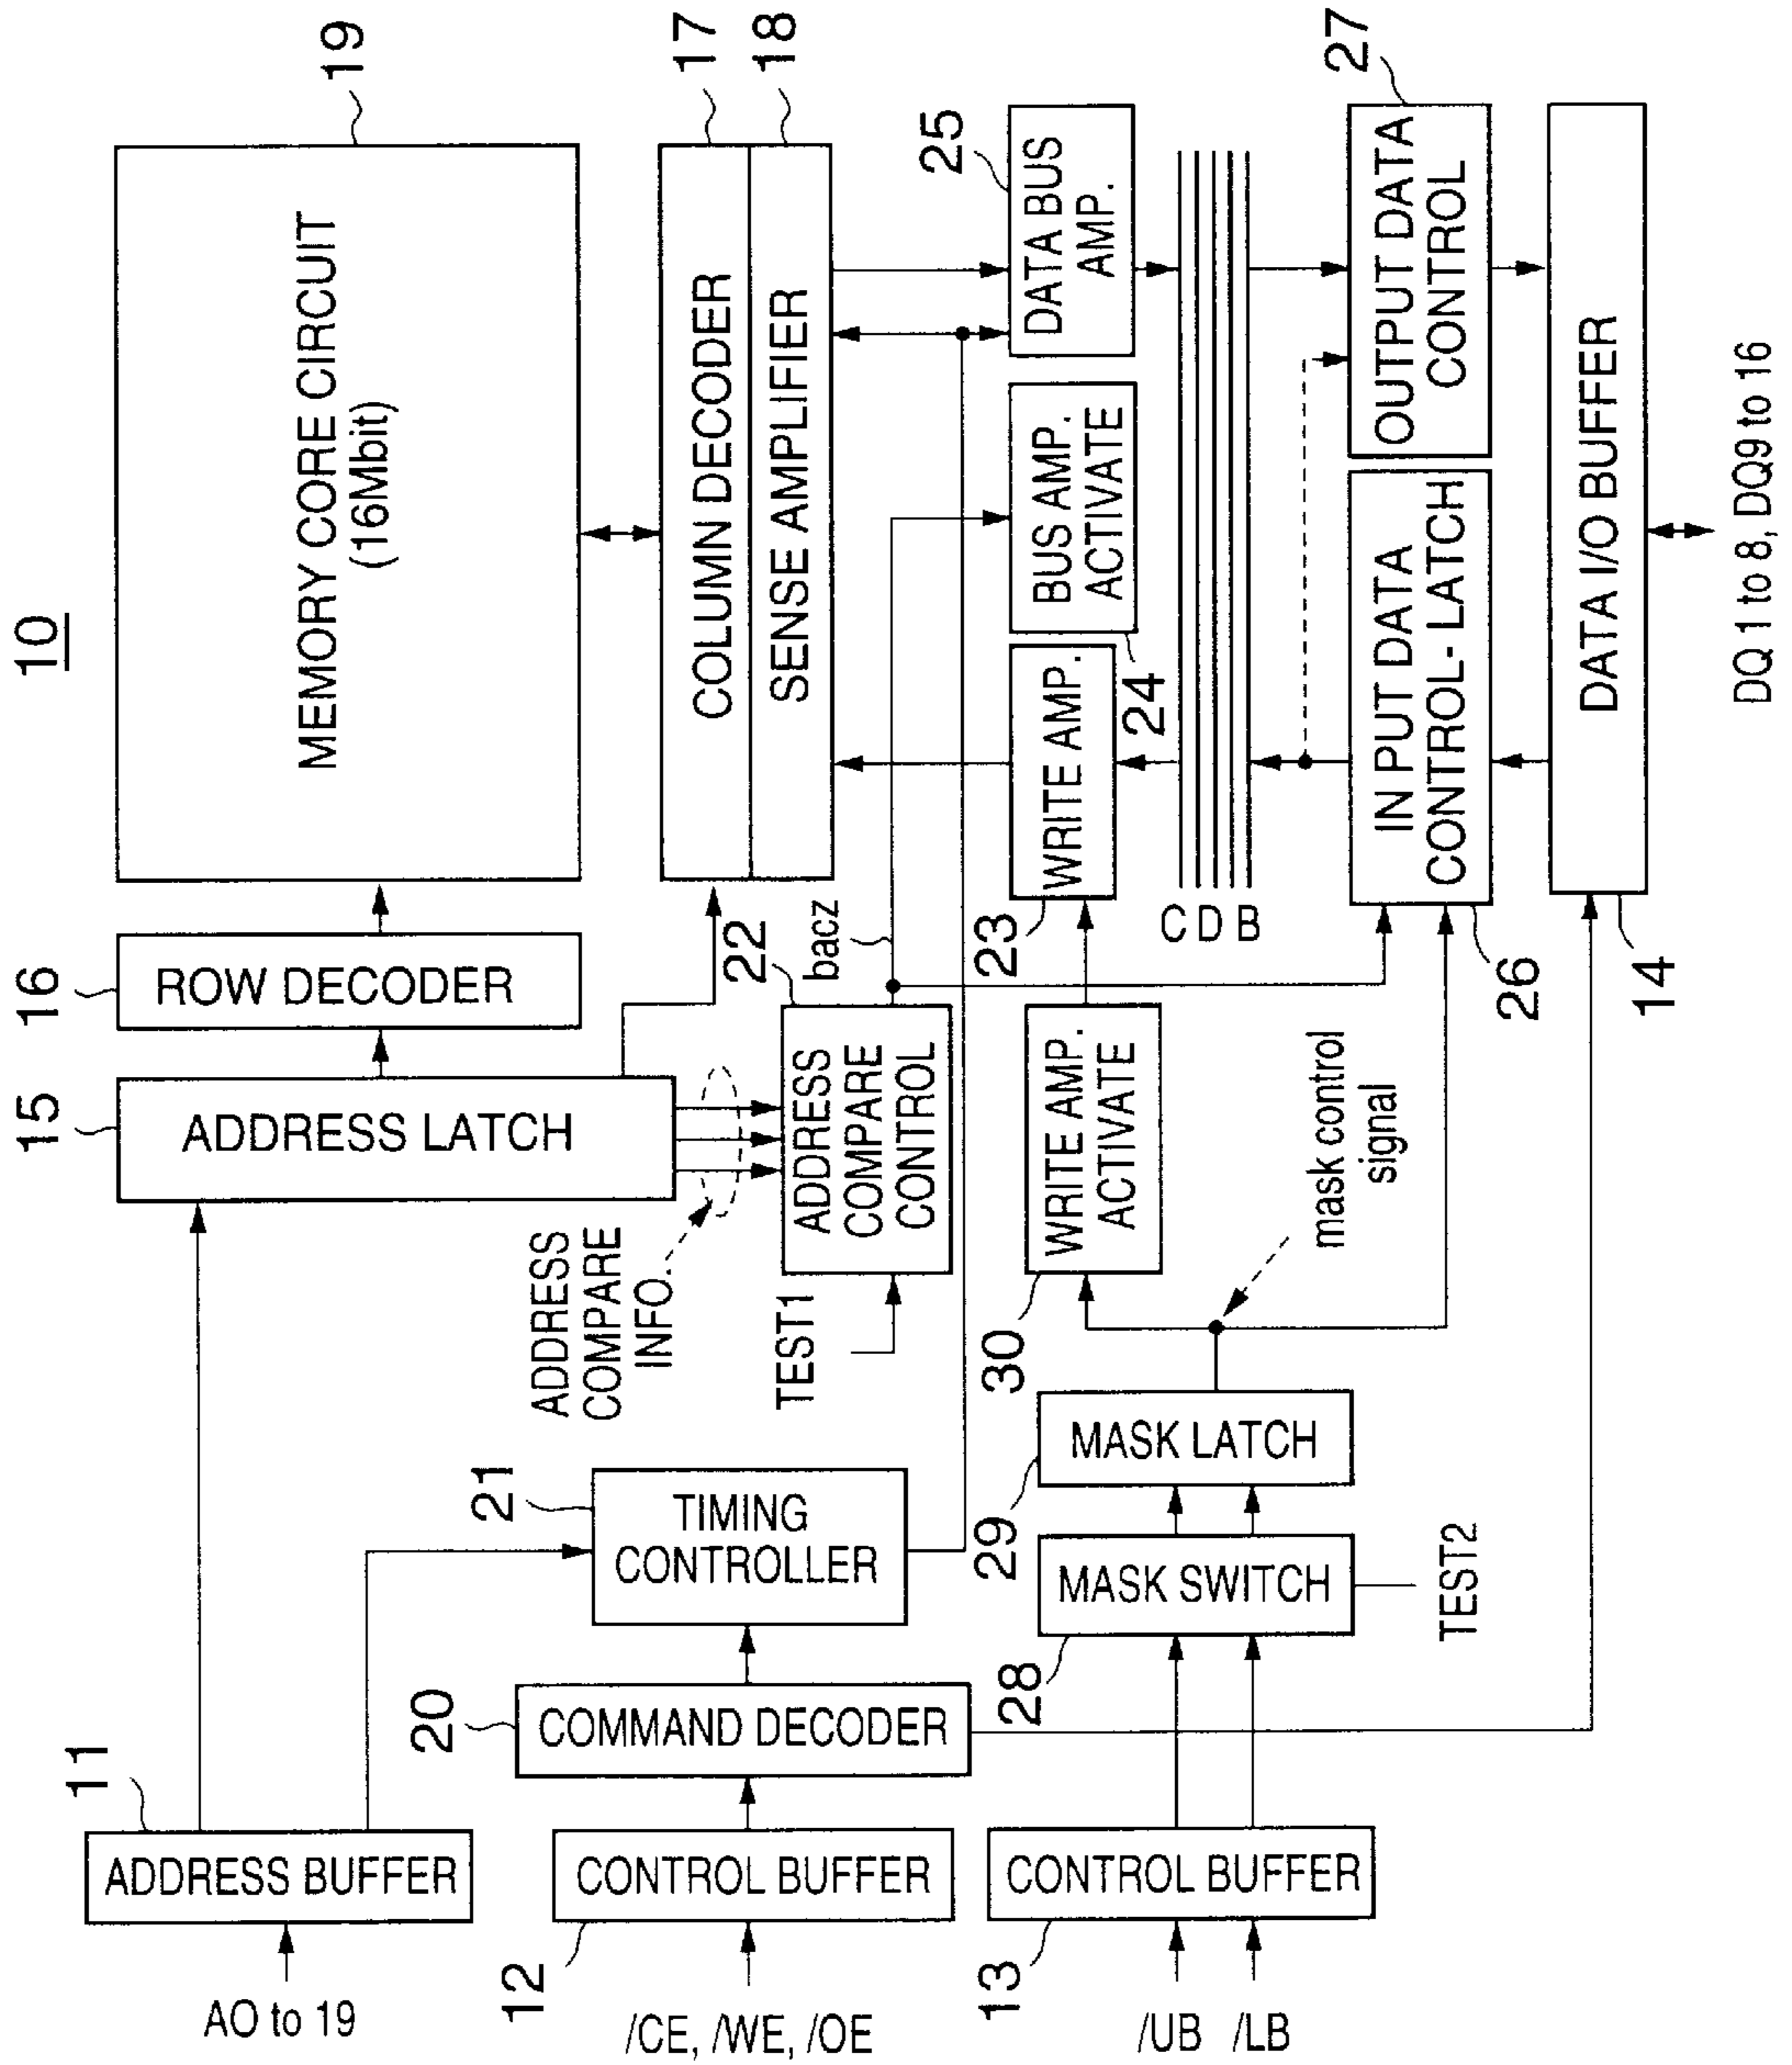 10
MEMORY CORE CIRCUIT
(16Mbit)
19
COLUMN DECODER
17
SENSE AMPLIFIER
18
16
ROW DECODER
15
ADDRESS LATCH
ADDRESS
COMPARE
INFO.
22
ADDRESS
COMPARE
CONTROL
TEST1
bacz
11
ADDRESS BUFFER
AO to 19
21
TIMING
CONTROLLER
20
COMMAND DECODER
12
CONTROL BUFFER
/CE, /WE, /OE
13
CONTROL BUFFER
/UB
/LB
28
MASK SWITCH
TEST2
29
MASK LATCH
30
WRITE AMP.
ACTIVATE
mask control
signal
23
WRITE AMP.
24
BUS AMP.
ACTIVATE
25
DATA BUS
AMP.
C
D
B
26
IN PUT DATA
CONTROL- LATCH
27
OUTPUT DATA
CONTROL
14
DATA I/O BUFFER
DQ 1 to 8, DQ9 to 16